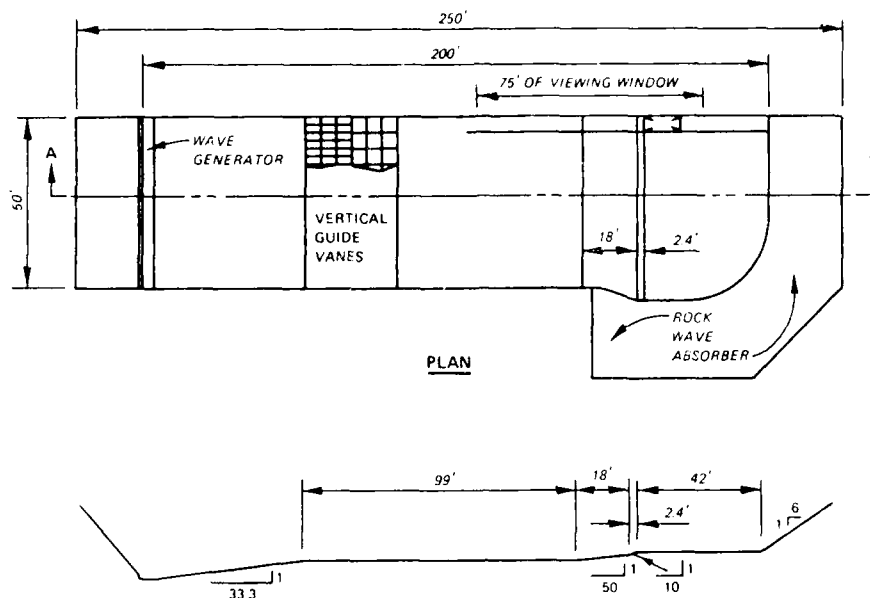 250'
200'
75' OF VIEWING WINDOW
WAVE
GENERATOR
A
50'
VERTICAL
GUIDE
VANES
18'
2.4'
ROCK
WAVE
ABSORBER
PLAN
99'
18'
42'
2.4'
6
1
1
33.3
1
50
1
10